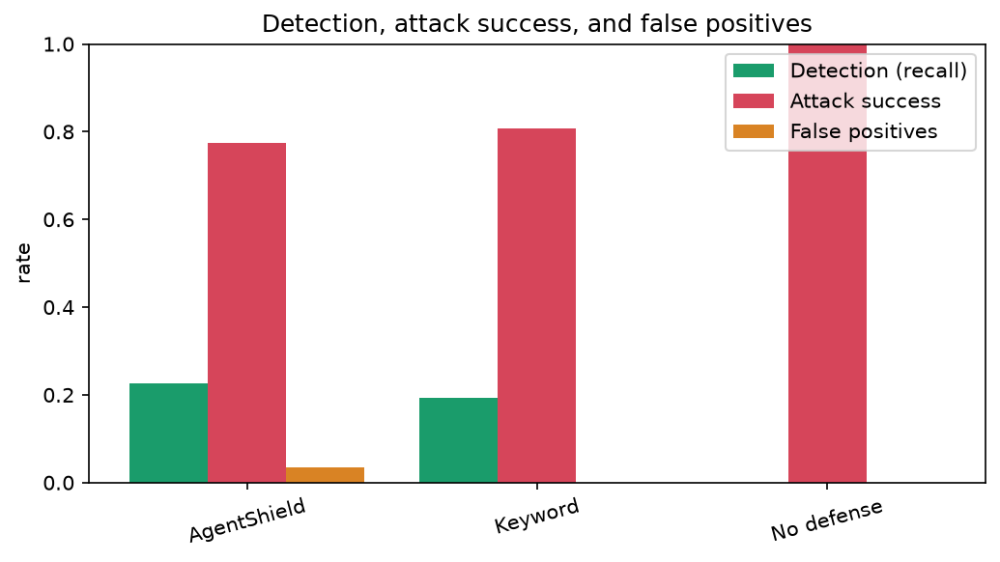 Detection, attack success, and false positives
1.0
0.8
0.6
0.4
0.2
0.0
rate
Detection (recall)
Attack success
False positives
AgentShield
Keyword
No defense